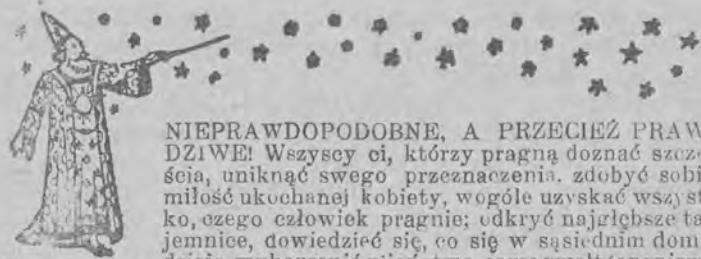 NIEPRAWDOPODOBNE, A PRZECIEŻ PRAW
DZIWE! Wszyscy ci, którzy pragną doznać szczę
ścia, uniknąć swego przeznaczenia. zdobyć sobi
miłość ukochanej kobiety, wogóle uzyskać wszyst
ko, czego człowiek pragnie; odkryć najgłębsze ta
jemnice, dowiedzieć się, co się w sąsiednim dom